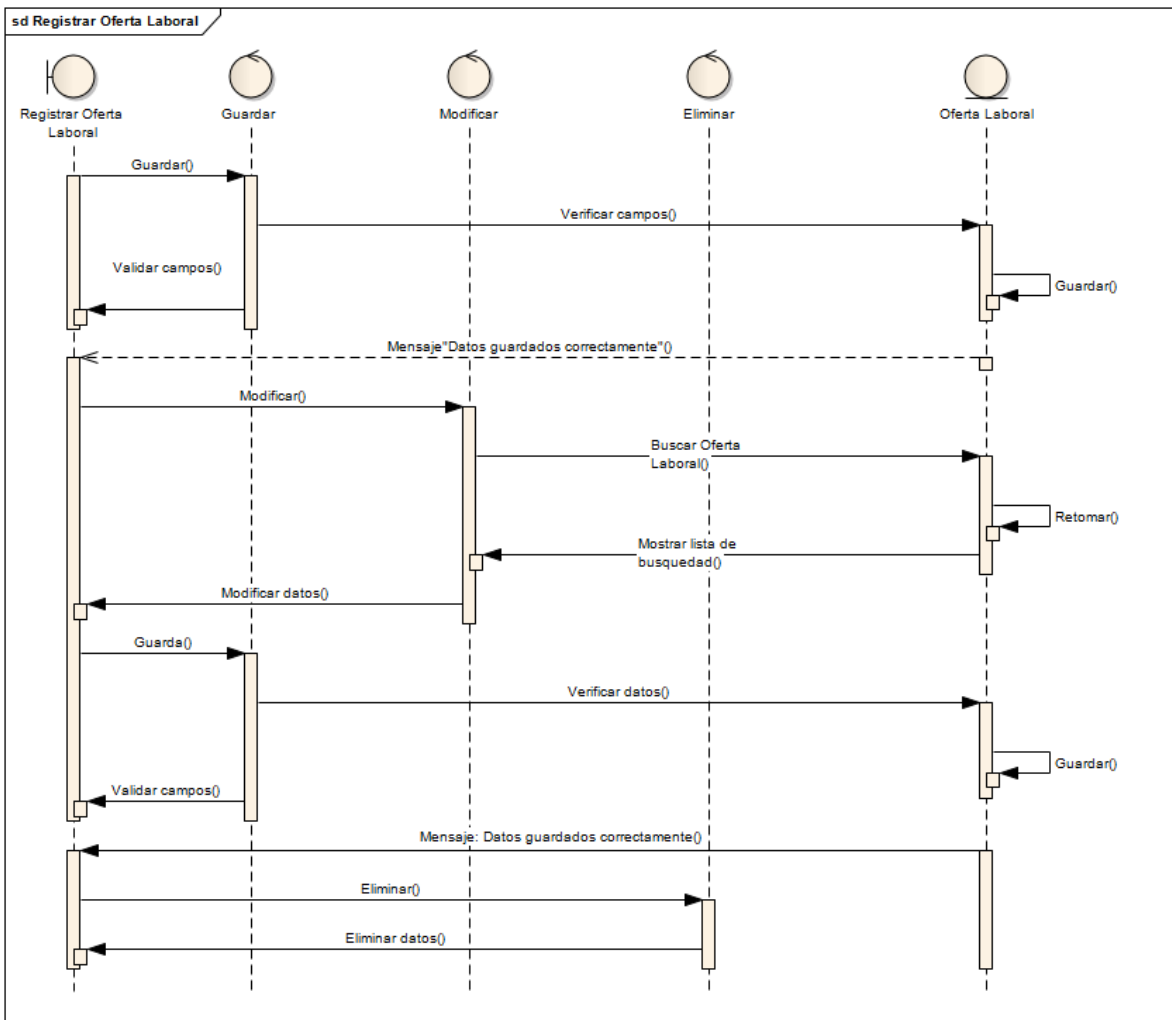 sd Registrar Oferta Laboral
Registrar Oferta
Laboral
Guardar
Modificar
Eliminar
Oferta Laboral
Guardar()
Verificar campos()
Validar campos()
Guardar()
Mensaje"Datos guardados correctamente"()
Modificar()
Buscar Oferta
Laboral()
Retomar()
Mostrar lista de
busquedad()
Modificar datos()
Guarda()
Verificar datos()
Guardar()
Validar campos()
Mensaje: Datos guardados correctamente()
Eliminar()
Eliminar datos()